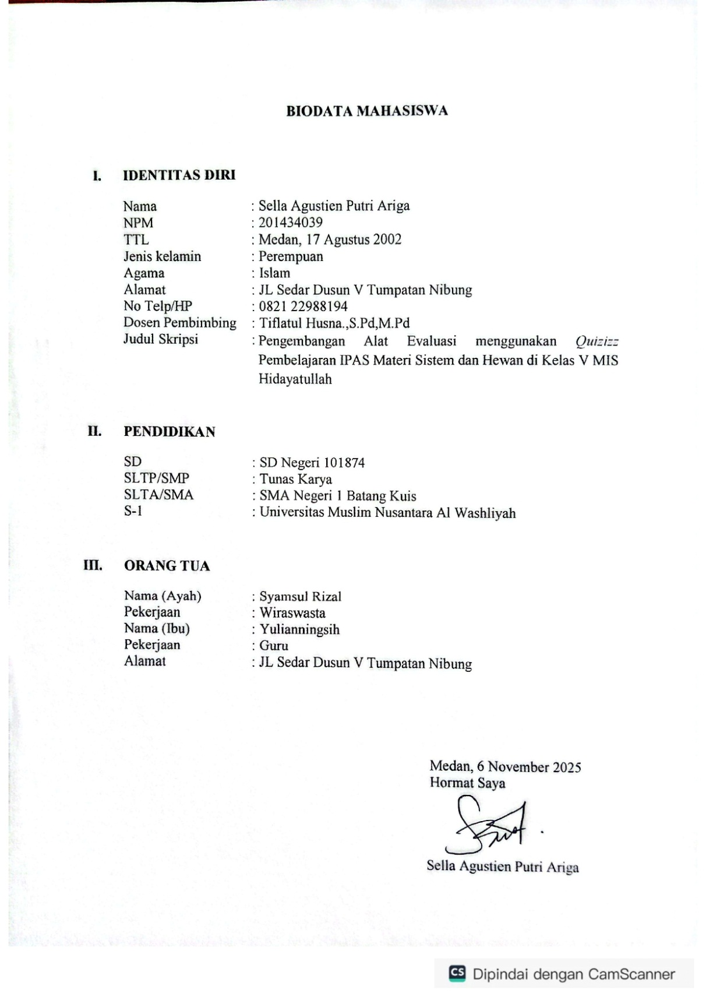 BIODATA MAHASISWA
I. IDENTITAS DIRI
Nama : Sella Agustien Putri Ariga
NPM : 201434039
TTL : Medan, 17 Agustus 2002
Jenis kelamin : Perempuan
Agama : Islam
Alamat : JL Sedar Dusun V Tumpatan Nibung
No Telp/HP : 0821 22988194
Dosen Pembimbing : Tiflatul Husna.,S.Pd,M.Pd
Judul Skripsi : Pengembangan Alat Evaluasi menggunakan Quizizz
Pembelajaran IPAS Materi Sistem dan Hewan di Kelas V MIS
Hidayatullah
II. PENDIDIKAN
SD : SD Negeri 101874
SLTP/SMP : Tunas Karya
SLTA/SMA : SMA Negeri 1 Batang Kuis
S-1 : Universitas Muslim Nusantara Al Washliyah
III. ORANG TUA
Nama (Ayah) : Syamsul Rizal
Pekerjaan : Wiraswasta
Nama (Ibu) : Yulianningsih
Pekerjaan : Guru
Alamat : JL Sedar Dusun V Tumpatan Nibung
Medan, 6 November 2025
Hormat Saya
Sella Agustien Putri Ariga
CS Dipindai dengan CamScanner